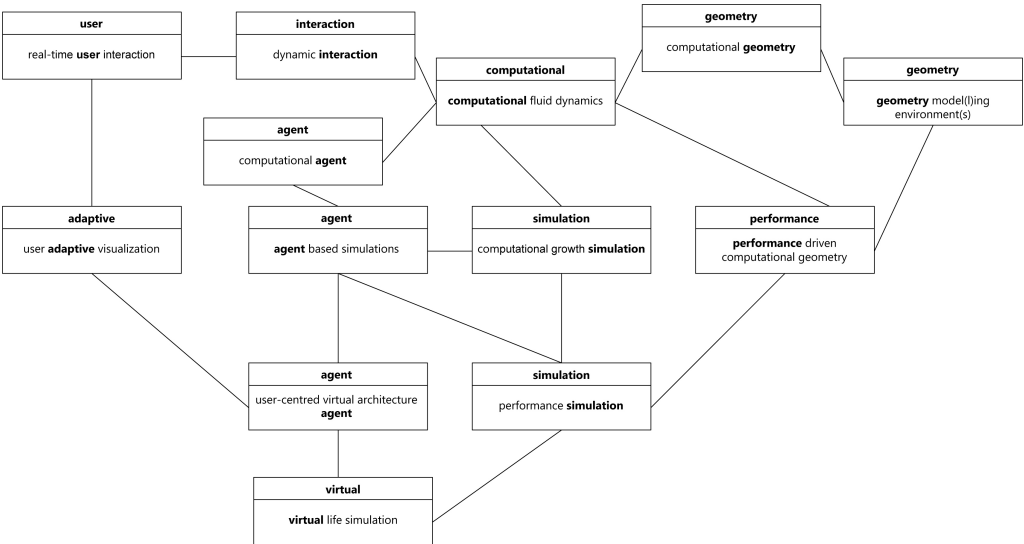 user
real-time user interaction
interaction
dynamic interaction
computational
computational fluid dynamics
geometry
computational geometry
geometry
geometry model(l)ing
environment(s)
agent
computational agent
adaptive
user adaptive visualization
agent
agent based simulations
simulation
computational growth simulation
performance
performance driven
computational geometry
agent
user-centred virtual architecture
agent
simulation
performance simulation
virtual
virtual life simulation